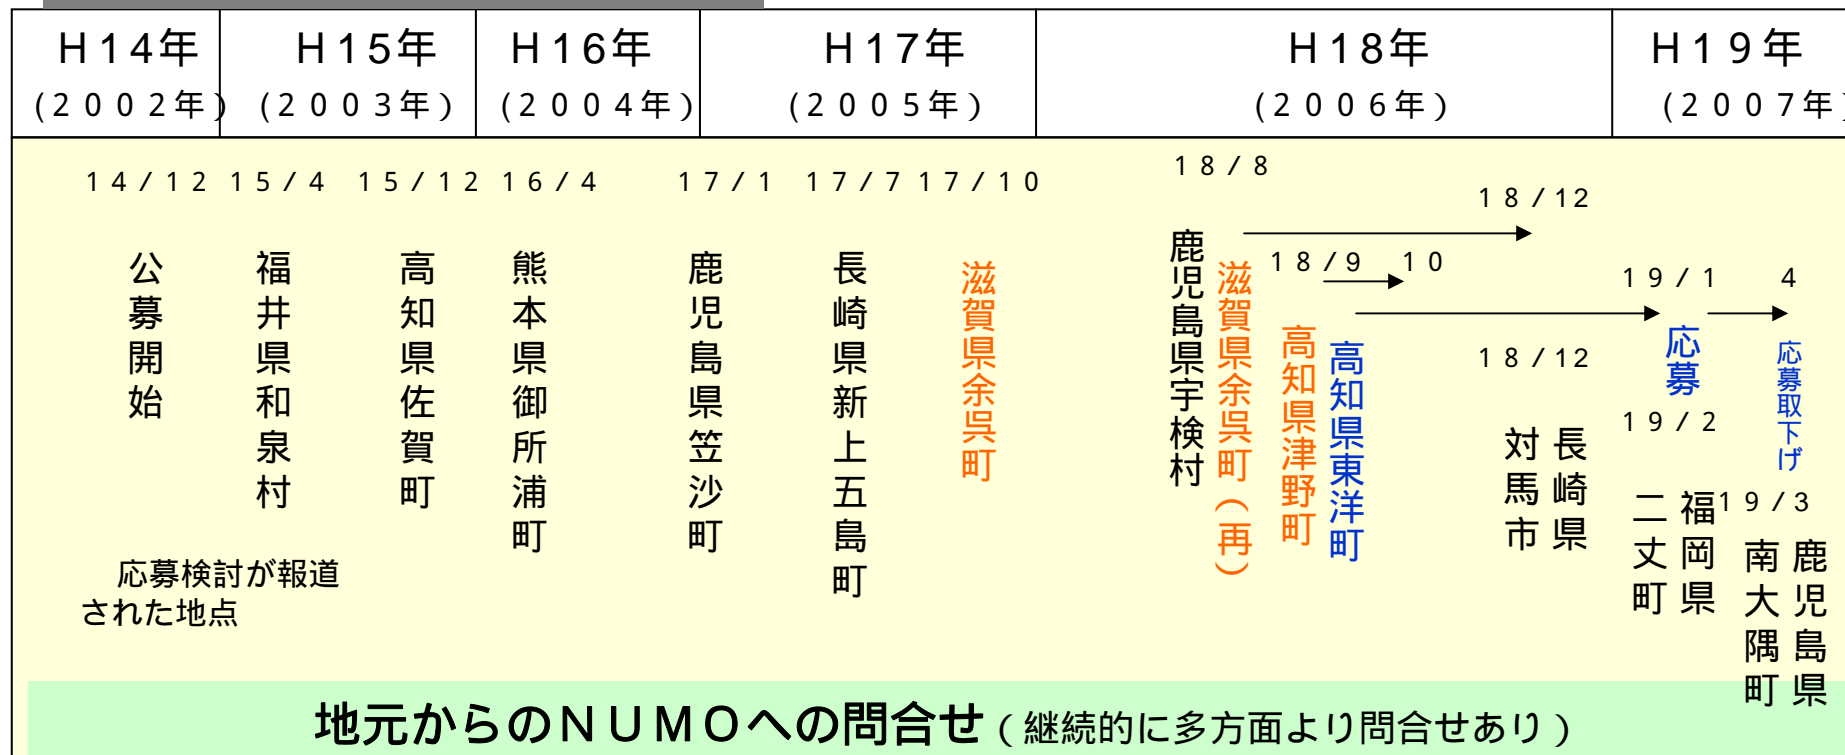 H14年
(2002年)
H15年
(2003年)
H16年
(2004年)
H17年
(2005年)
H18年
(2006年)
H19年
(2007年)
14/12
公募開始
15/4
福井県和泉村
15/12
高知県佐賀町
16/4
熊本県御所浦町
17/1
鹿児島県笠沙町
17/7
長崎県新上五島町
17/10
滋賀県余呉町
18/8
鹿児島県宇検村
滋賀県余呉町(再)
18/12
18/9
10
高知県津野町
高知県東洋町
19/1
応募
4
応募取下げ
18/12
長崎県
対馬市
19/2
福岡県
二丈町
19/3
鹿児島県
南大隅町
応募検討が報道
された地点
地元からのNUMOへの問合せ(継続的に多方面より問合せあり)